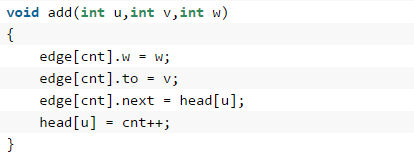 void add(int u,int v,int w)
{
    edge[cnt].w = w;
    edge[cnt].to = v;
    edge[cnt].next = head[u];
    head[u] = cnt++;
}